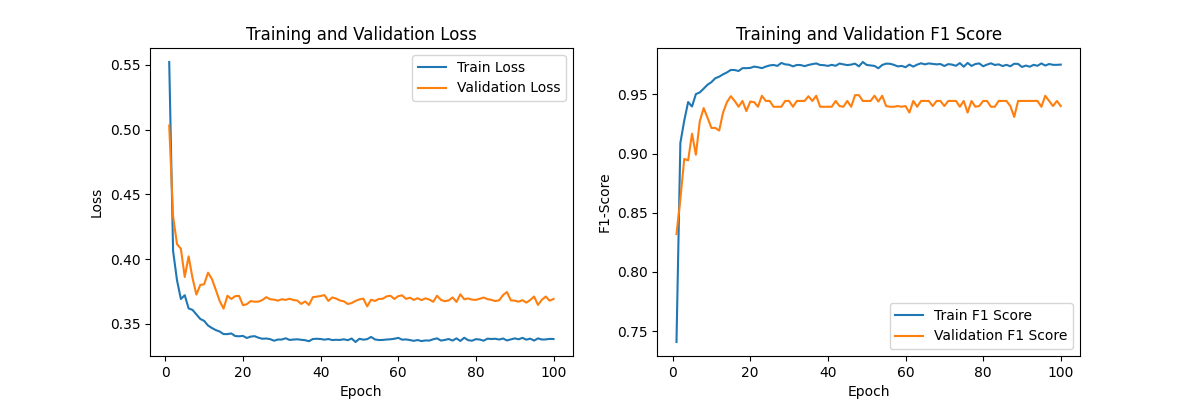 Training and Validation Loss
Train Loss
Validation Loss
0.55
0.50
0.45
0.40
0.35
Loss
0 20 40 60 80 100
Epoch
Training and Validation F1 Score
0.95
0.90
0.85
0.80
0.75
F1-Score
Train F1 Score
Validation F1 Score
0 20 40 60 80 100
Epoch